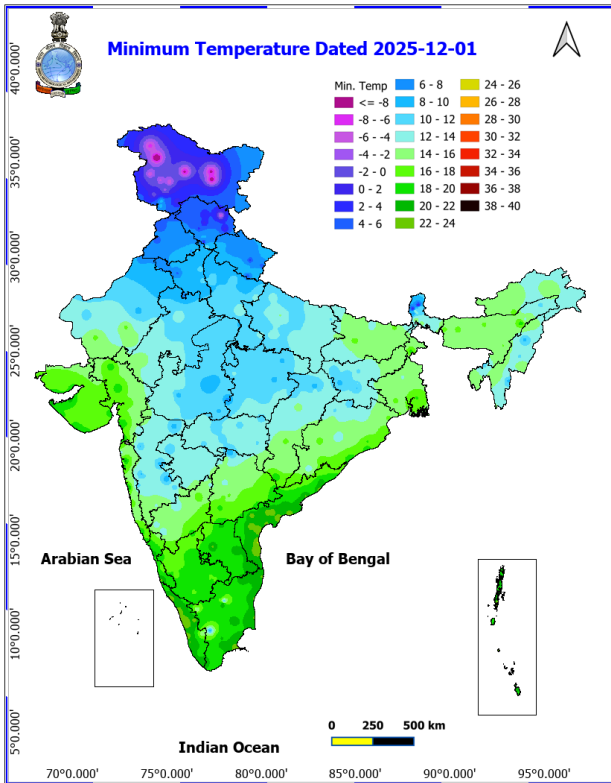 Minimum Temperature Dated 2025-12-01
Min. Temp
<= -8
-8 - -6
-6 - -4
-4 - -2
-2 - 0
0 - 2
2 - 4
4 - 6
6 - 8
8 - 10
10 - 12
12 - 14
14 - 16
16 - 18
18 - 20
20 - 22
22 - 24
24 - 26
26 - 28
28 - 30
30 - 32
32 - 34
34 - 36
36 - 38
38 - 40
40°0.000'
35°0.000'
30°0.000'
25°0.000'
20°0.000'
15°0.000'
10°0.000'
5°0.000'
Arabian Sea
Bay of Bengal
0 250 500 km
Indian Ocean
70°0.000' 75°0.000' 80°0.000' 85°0.000' 90°0.000' 95°0.000'